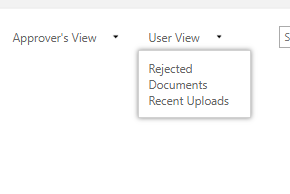 Approver's View
User View
S
Rejected
Documents
Recent Uploads